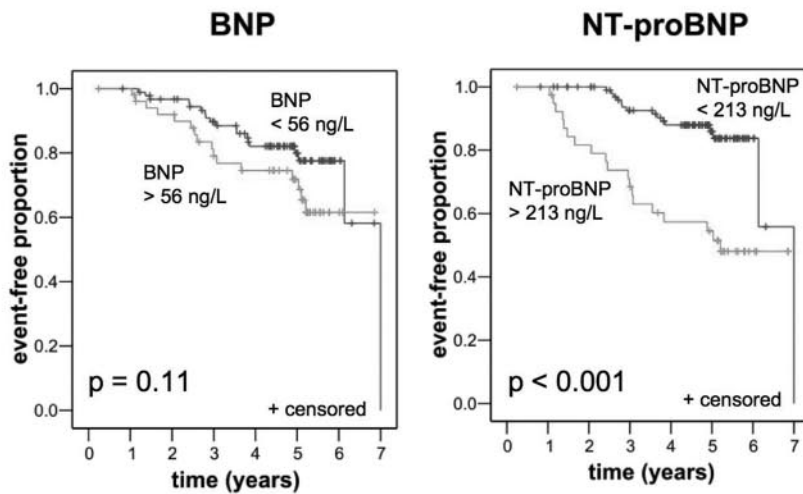 BNP
event-free proportion
1.0
0.8
0.6
0.4
0.2
0.0
BNP
< 56 ng/L
BNP
> 56 ng/L
p = 0.11
+ censored
0 1 2 3 4 5 6 7
time (years)
NT-proBNP
event-free proportion
1.0
0.8
0.6
0.4
0.2
0.0
NT-proBNP
< 213 ng/L
NT-proBNP
> 213 ng/L
p < 0.001
+ censored
0 1 2 3 4 5 6 7
time (years)